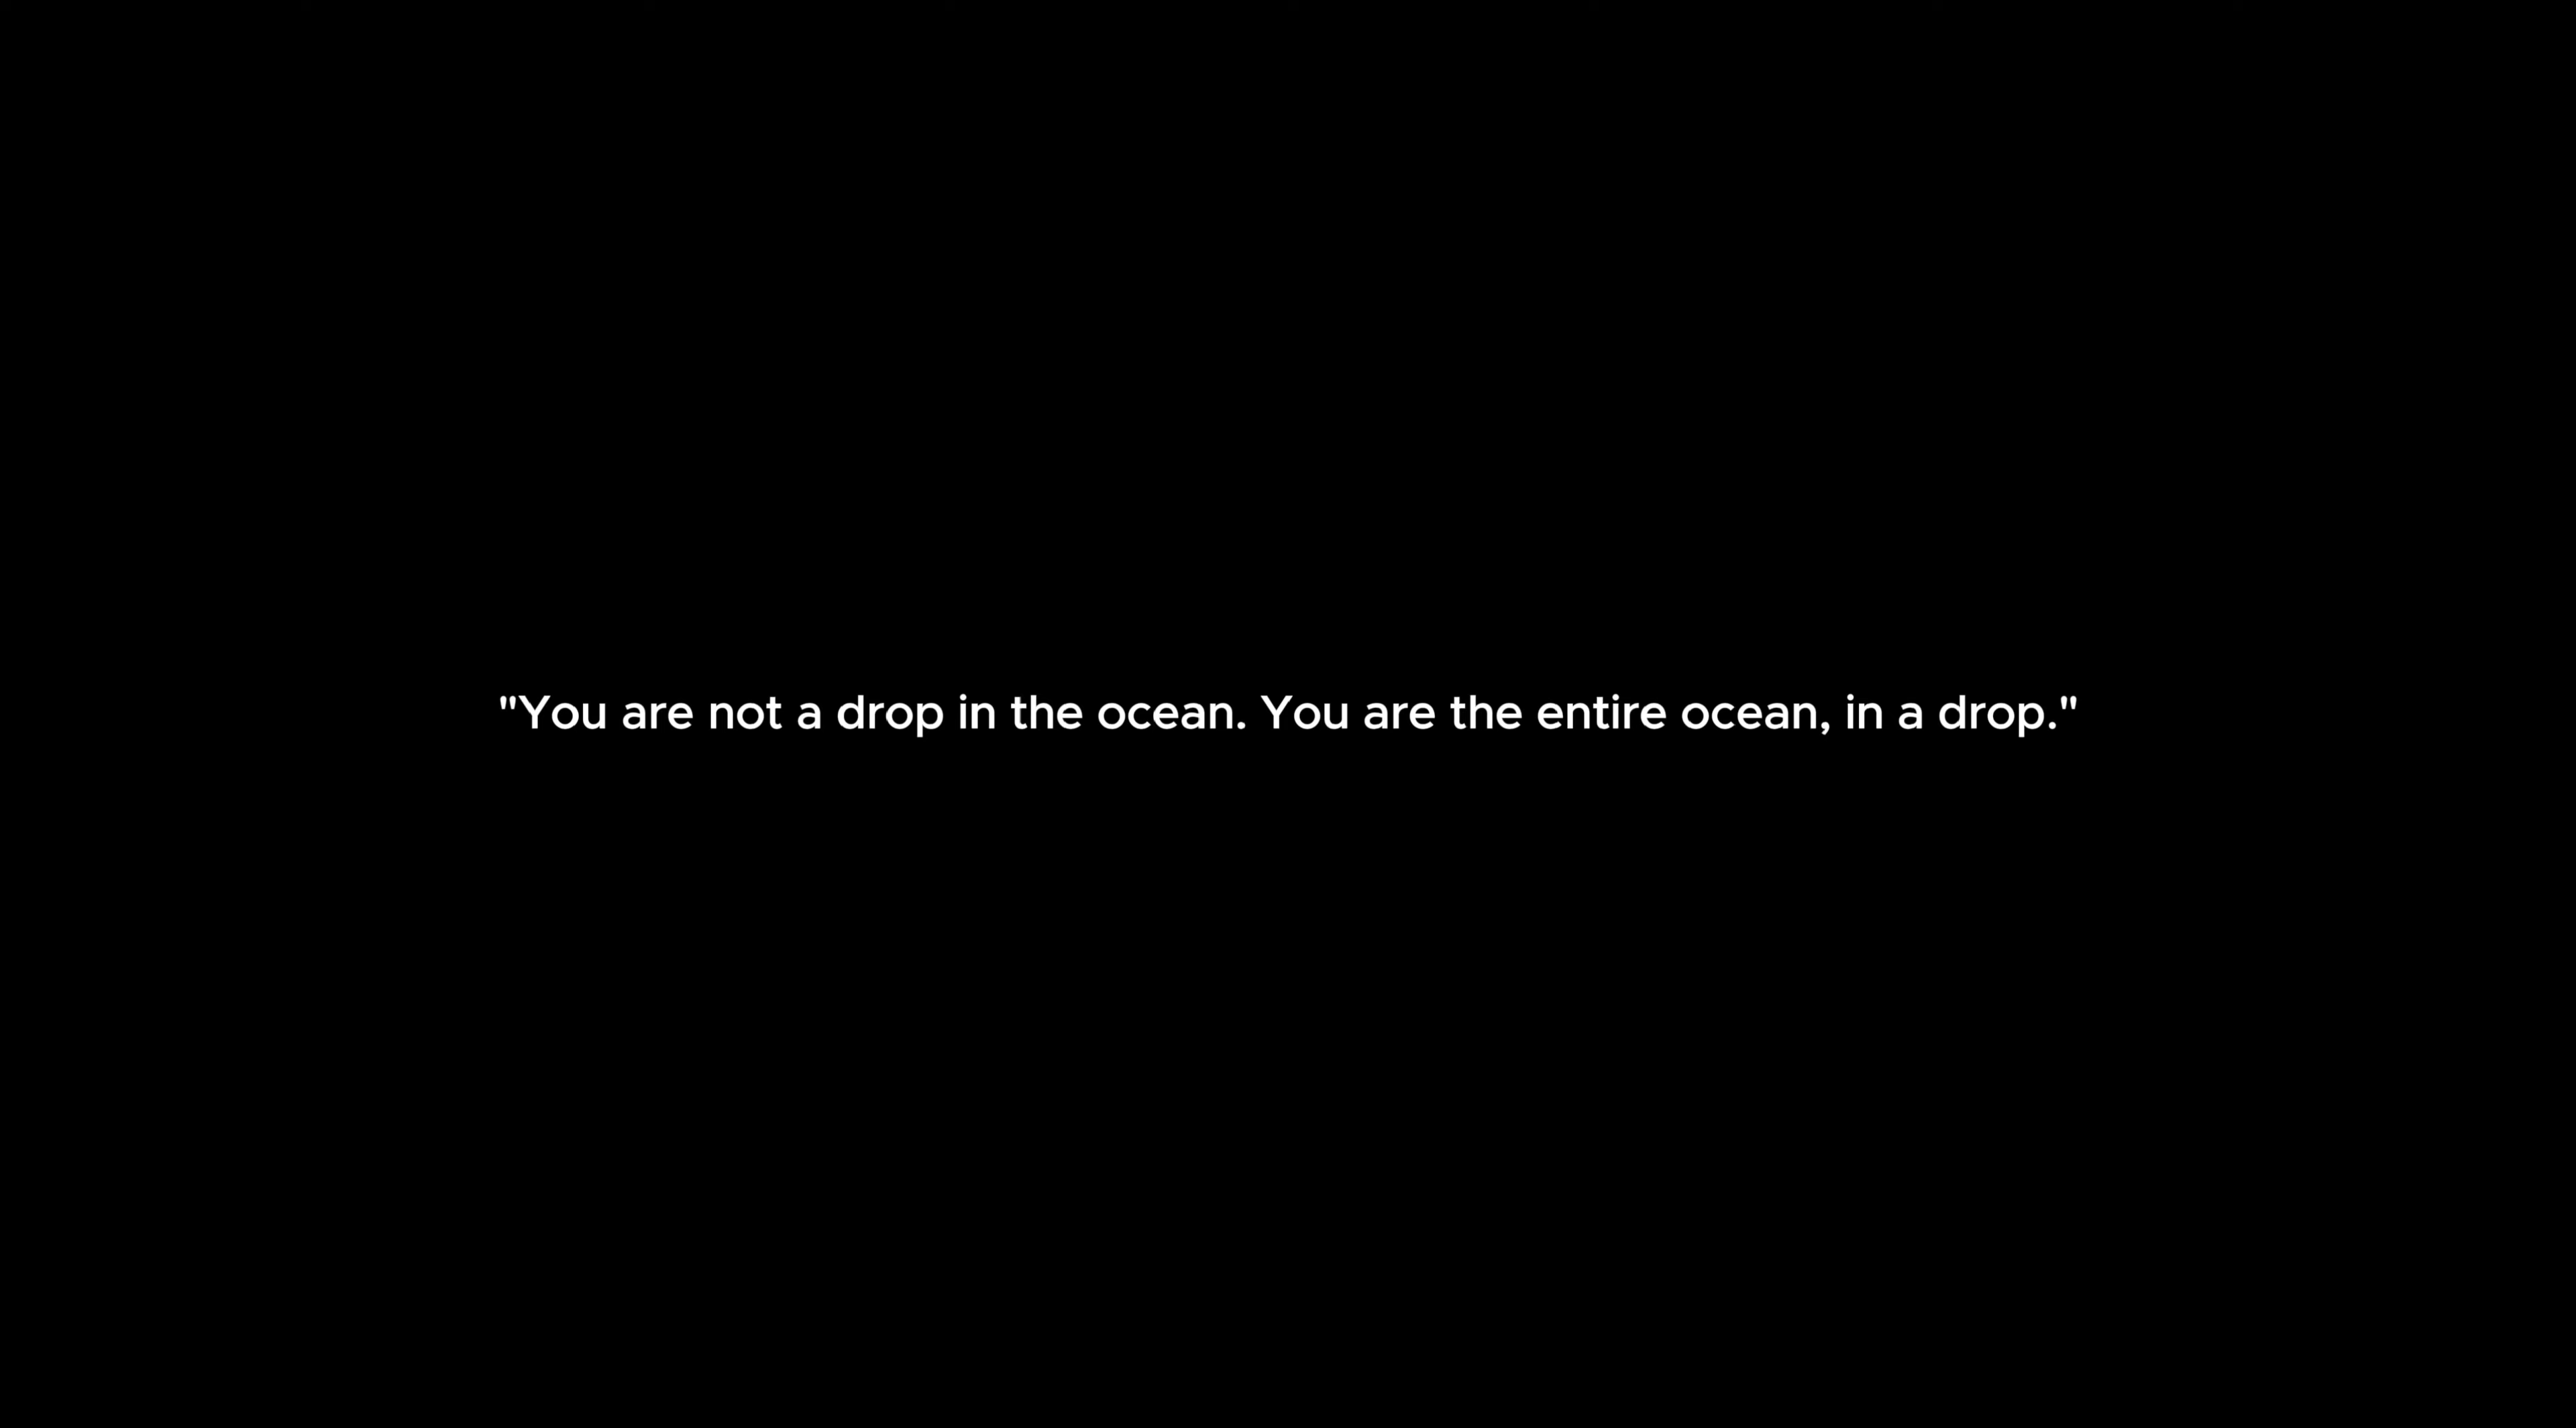 "You are not a drop in the ocean. You are the entire ocean, in a drop."